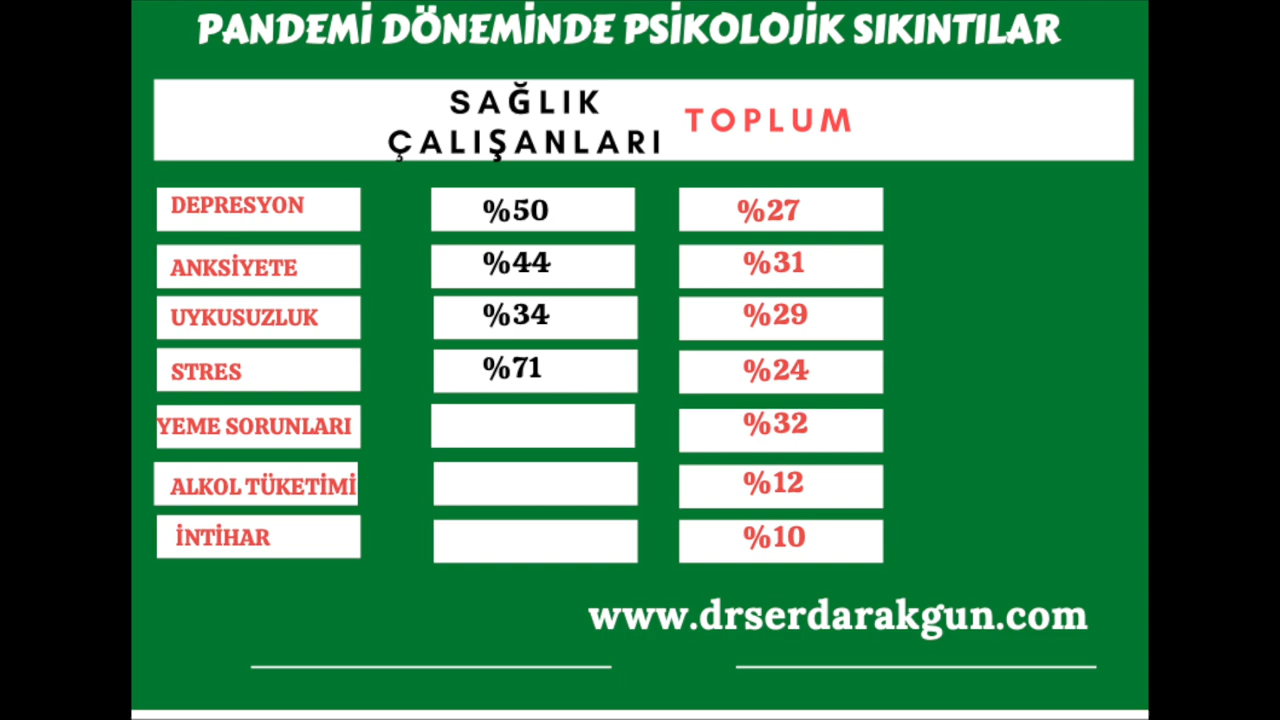 PANDEMİ DÖNEMİNDE PSİKOLOJİK SIKINTILAR
SAĞLIK
ÇALIŞANLARI
TOPLUM
DEPRESYON %50 %27
ANKSİYETE %44 %31
UYKUSUZLUK %34 %29
STRES %71 %24
YEME SORUNLARI %32
ALKOL TÜKETİMİ %12
İNTİHAR %10
www.drserdarakgun.com